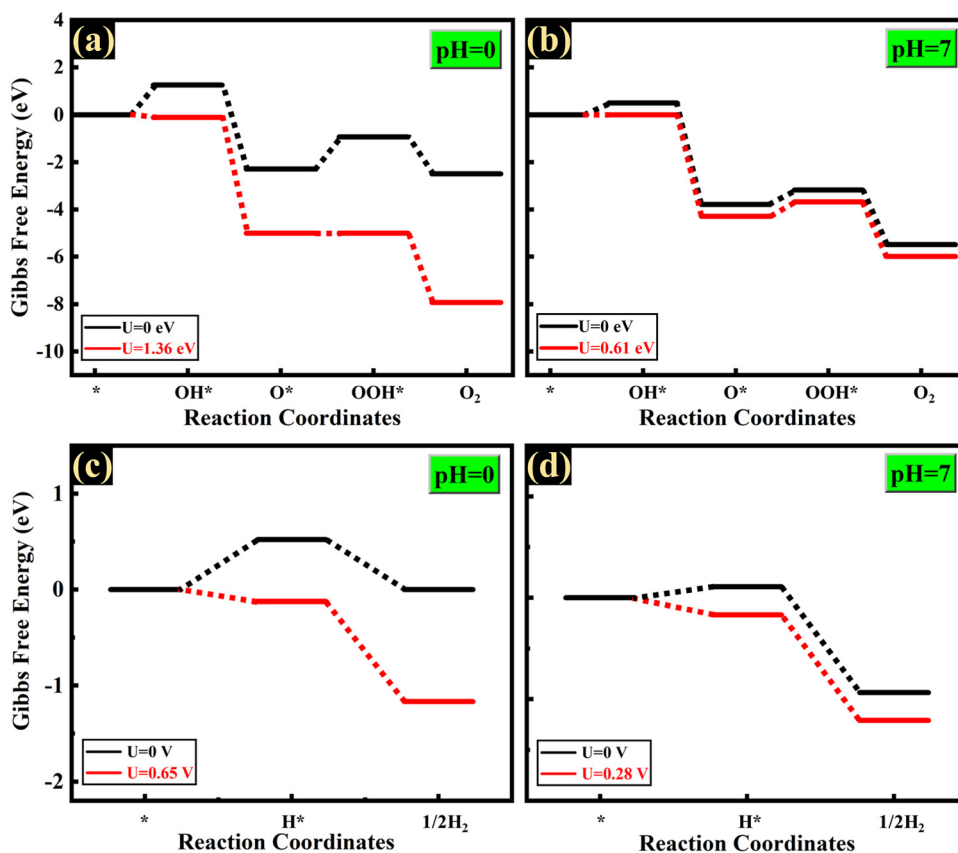 (a)
pH=0
4
2
0
-2
-4
-6
-8
-10
Gibbs Free Energy (eV)
U=0 eV
U=1.36 eV
* OH* O* OOH* O₂
Reaction Coordinates
(b)
pH=7
U=0 eV
U=0.61 eV
* OH* O* OOH* O₂
Reaction Coordinates
(c)
pH=0
1
0
-1
-2
Gibbs Free Energy (eV)
U=0 V
U=0.65 V
* H* 1/2H₂
Reaction Coordinates
(d)
pH=7
U=0 V
U=0.28 V
* H* 1/2H₂
Reaction Coordinates